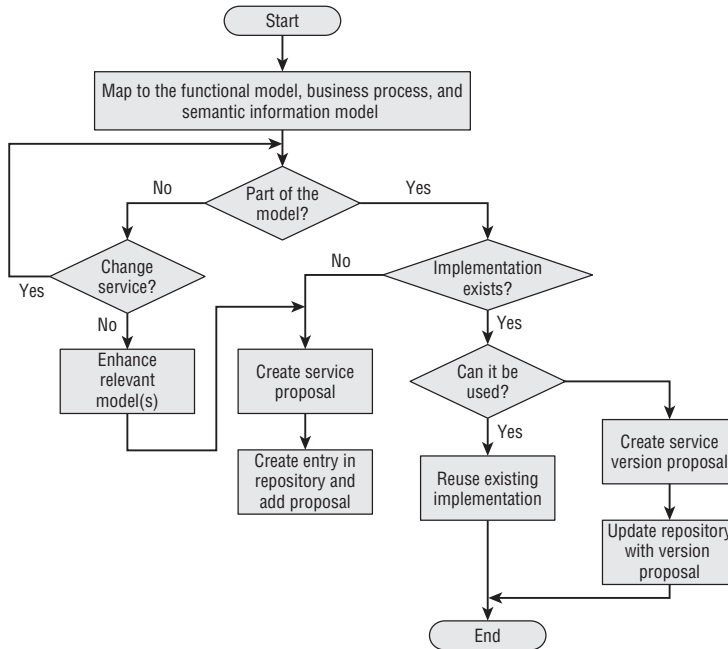 Start
Map to the functional model, business process, and
semantic information model
No
Part of the
model?
Yes
Change
service?
Yes
No
Implementation
exists?
No
Yes
Enhance
relevant
model(s)
Create service
proposal
Can it be
used?
Yes
Create service
version proposal
Create entry in
repository and
add proposal
Reuse existing
implementation
Update repository
with version
proposal
End